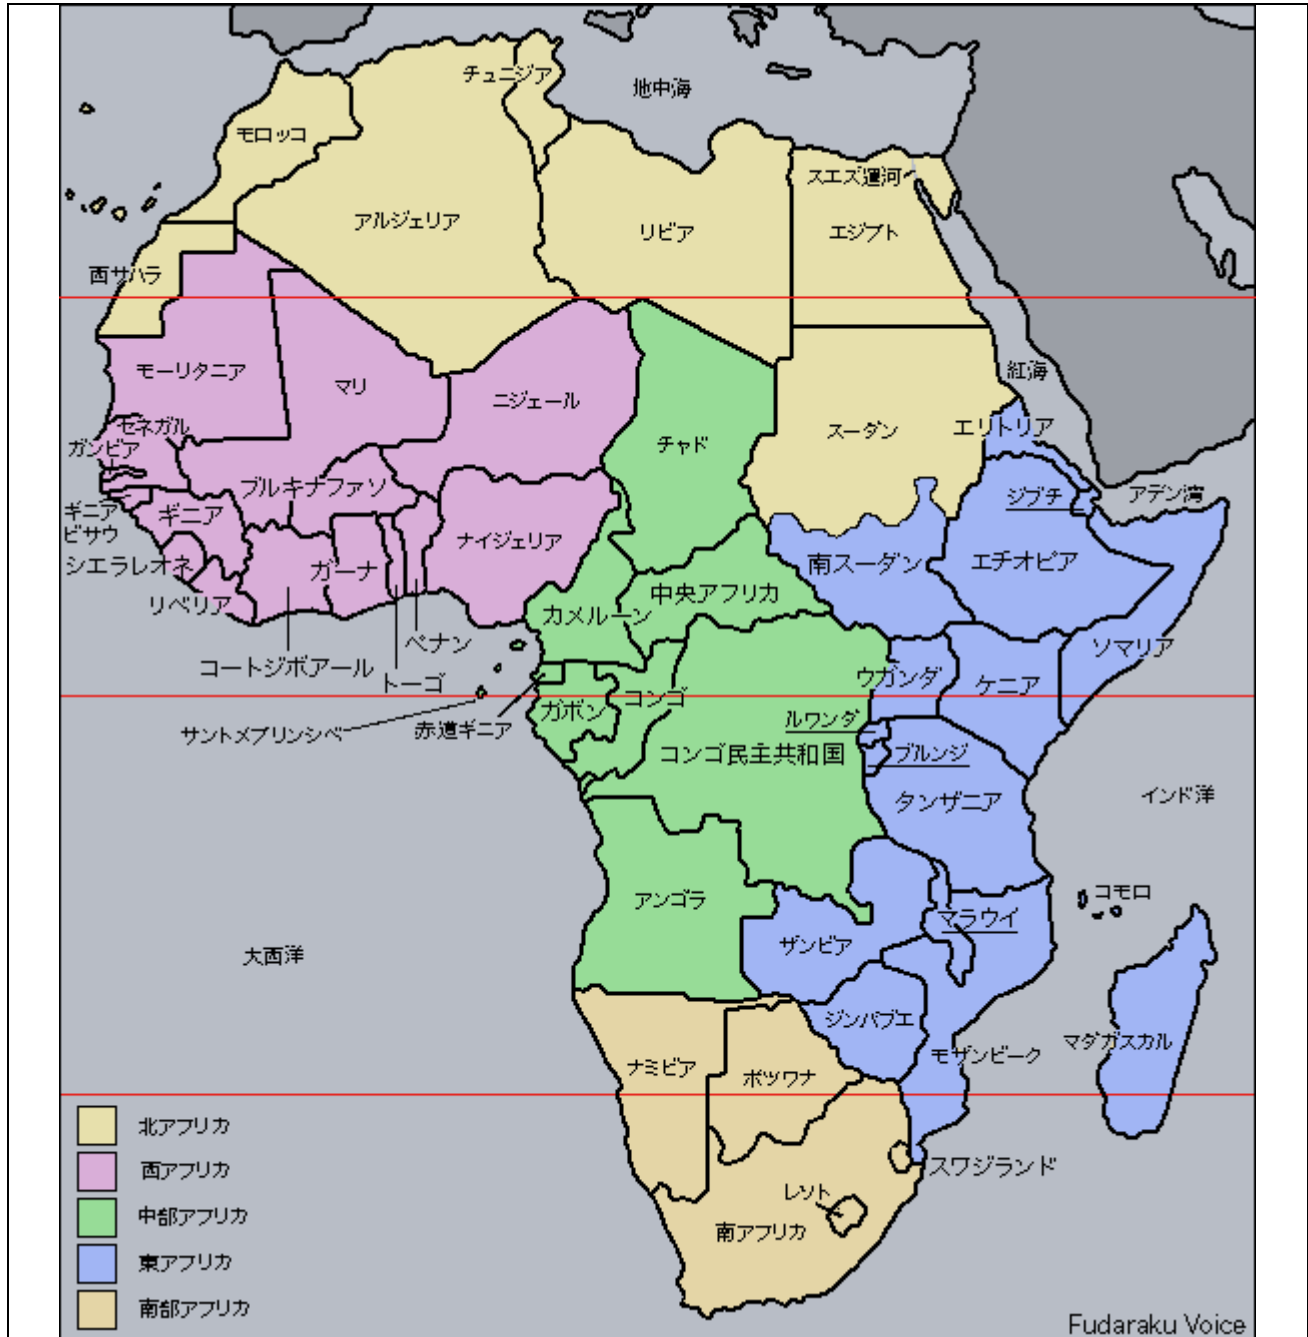 チュニジア
地中海
モロッコ
スエズ運河
アルジェリア
リビア
エジプト
西サハラ
モーリタニア
マリ
ニジェール
紅海
セネガル
ガンビア
チャド
スーダン
エリトリア
ブルキナファソ
ジブチ
アデン湾
ギニア
ビサウ
ギニア
ナイジェリア
シエラレオネ
ガーナ
南スーダン
エチオピア
リベリア
カメルーン
中央アフリカ
ベナン
ソマリア
コートジボアール
トーゴ
ウガンダ
ケニア
コンゴ
ガボン
サントメプリンシペ
赤道ギニア
ルワンダ
コンゴ民主共和国
ブルンジ
タンザニア
インド洋
アンゴラ
コモロ
マラウイ
大西洋
ザンビア
ジンバブエ
モザンビーク
マダガスカル
ナミビア
ボツワナ
スワジランド
レソト
南アフリカ
北アフリカ
西アフリカ
中部アフリカ
東アフリカ
南部アフリカ
Fudaraku Voice